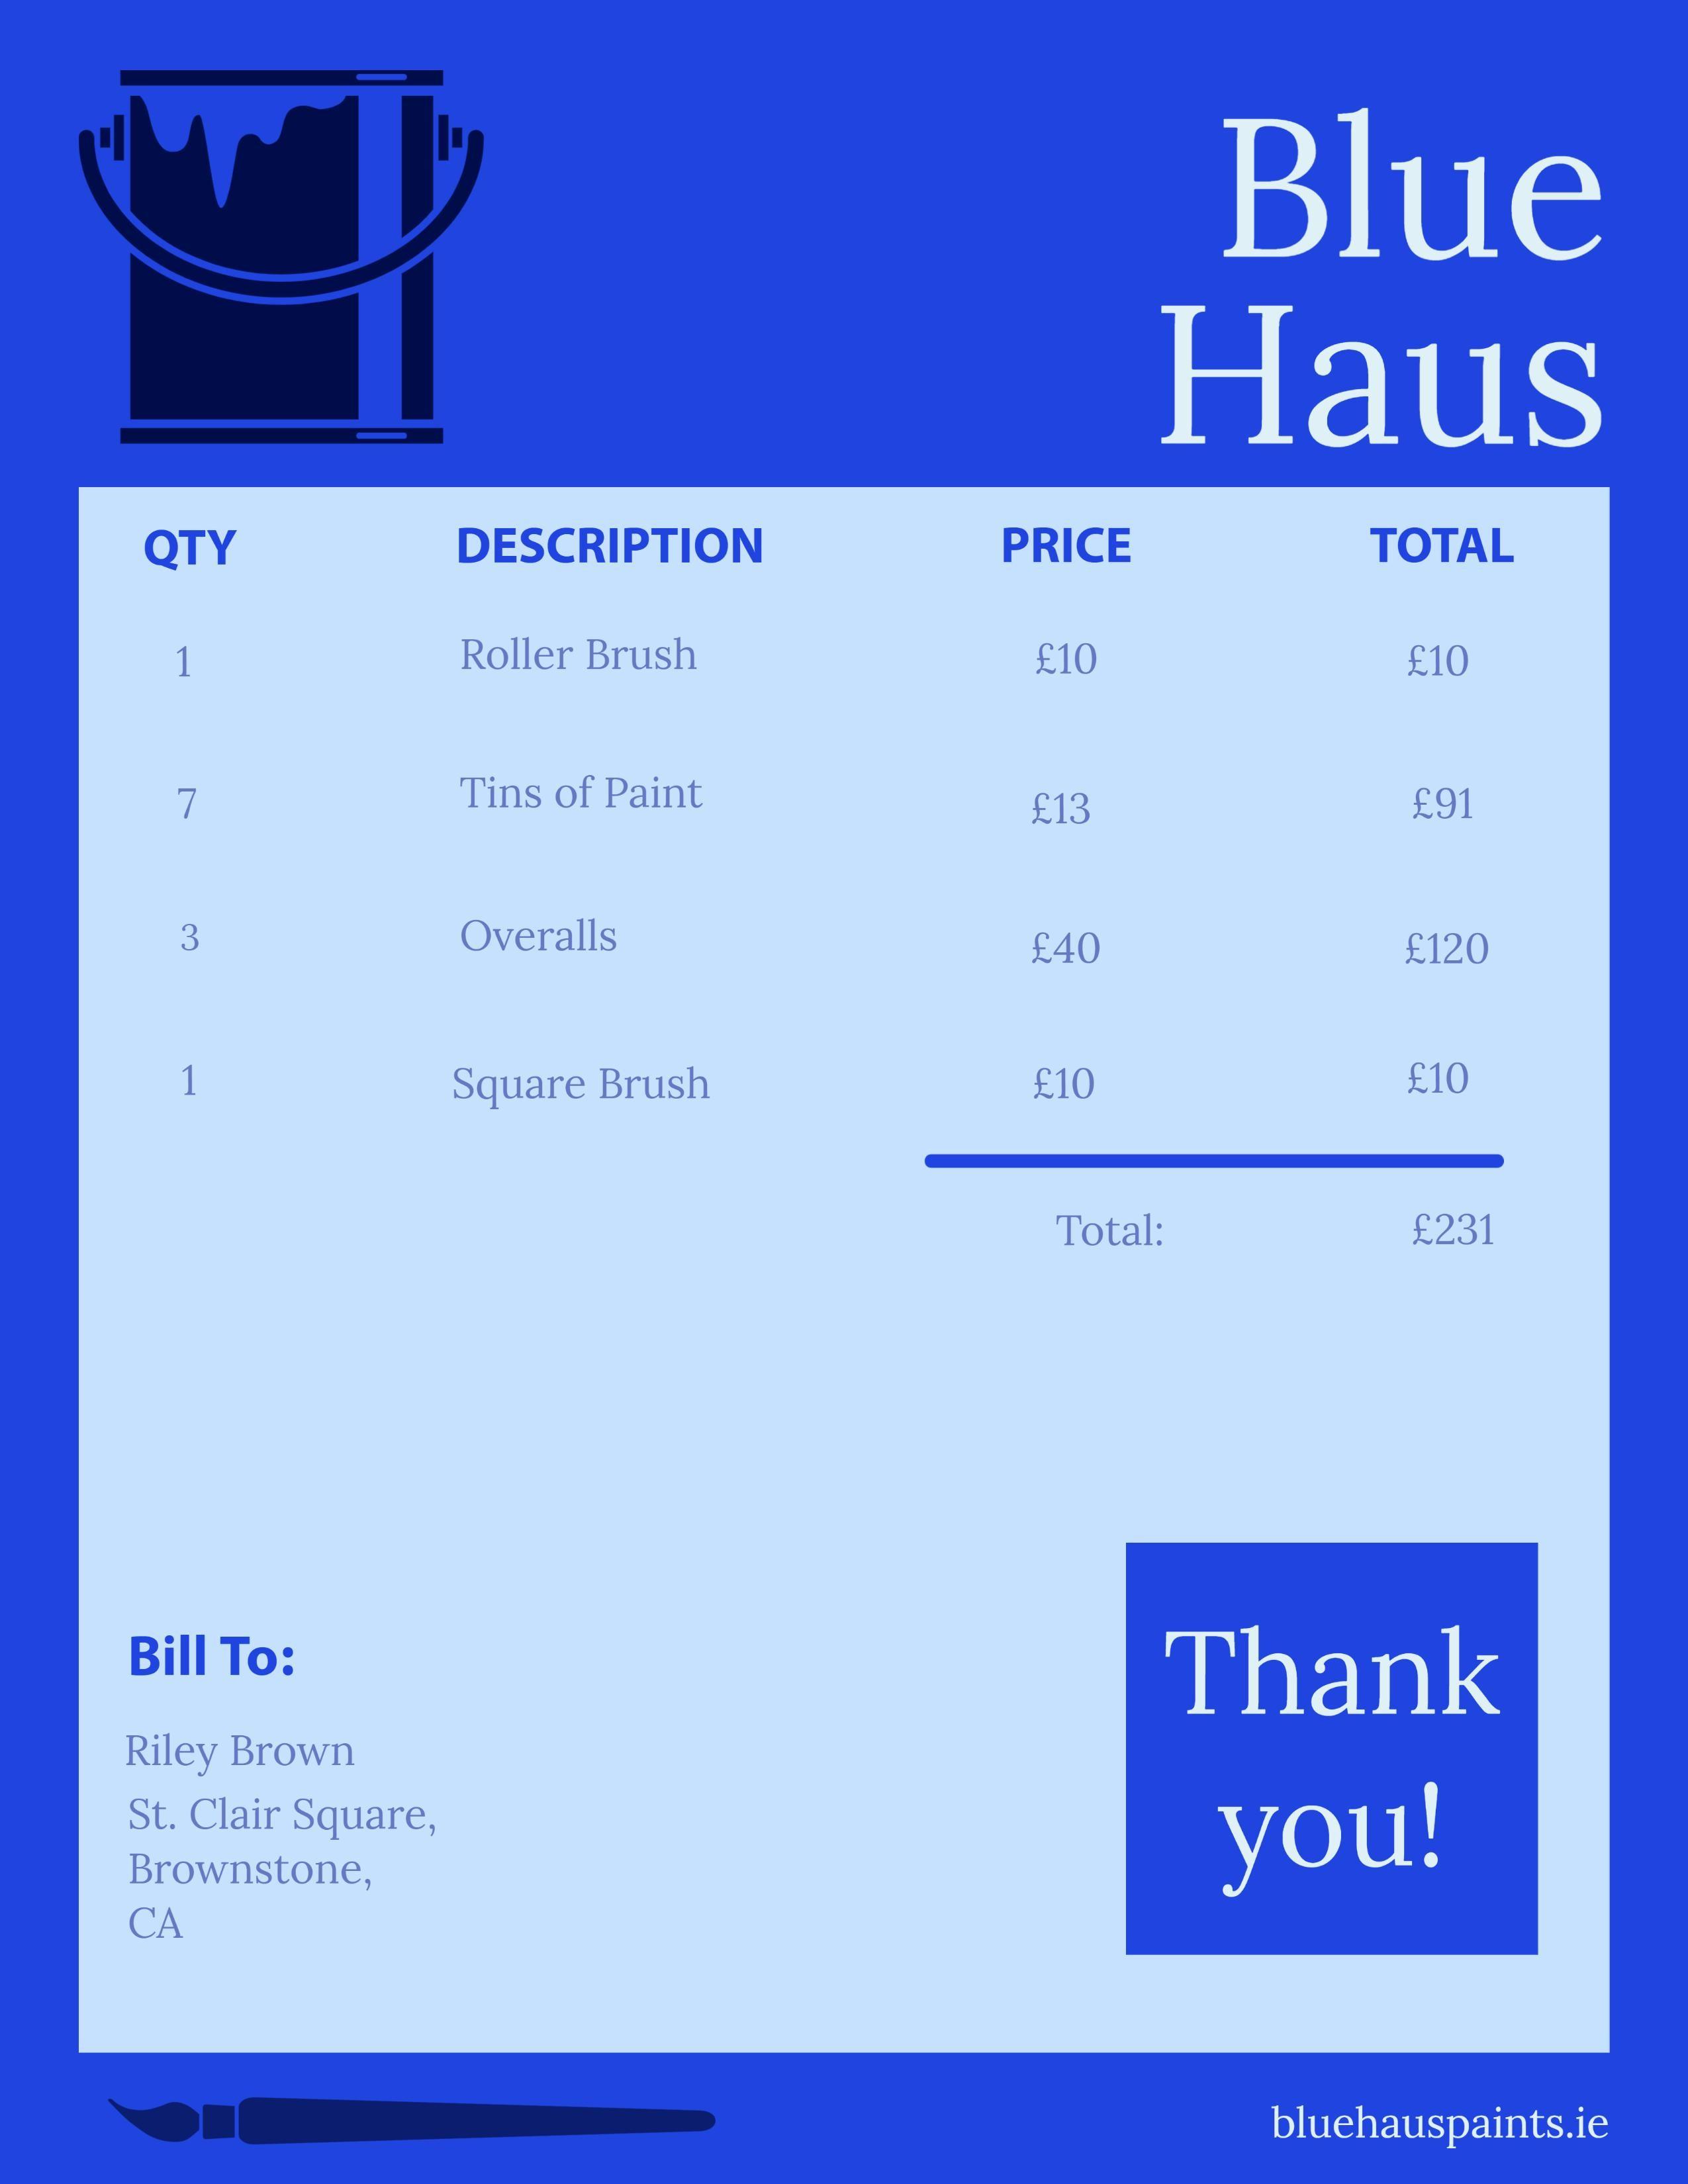 Blue
Haus
QTY DESCRIPTION PRICE TOTAL
1 Roller Brush £10 £10
7 Tins of Paint £13 £91
3 Overalls £40 £120
1 Square Brush £10 £10
Total: £231
Bill To:
Riley Brown
St. Clair Square,
Brownstone,
CA
Thank
you!
bluehauspaints.ie